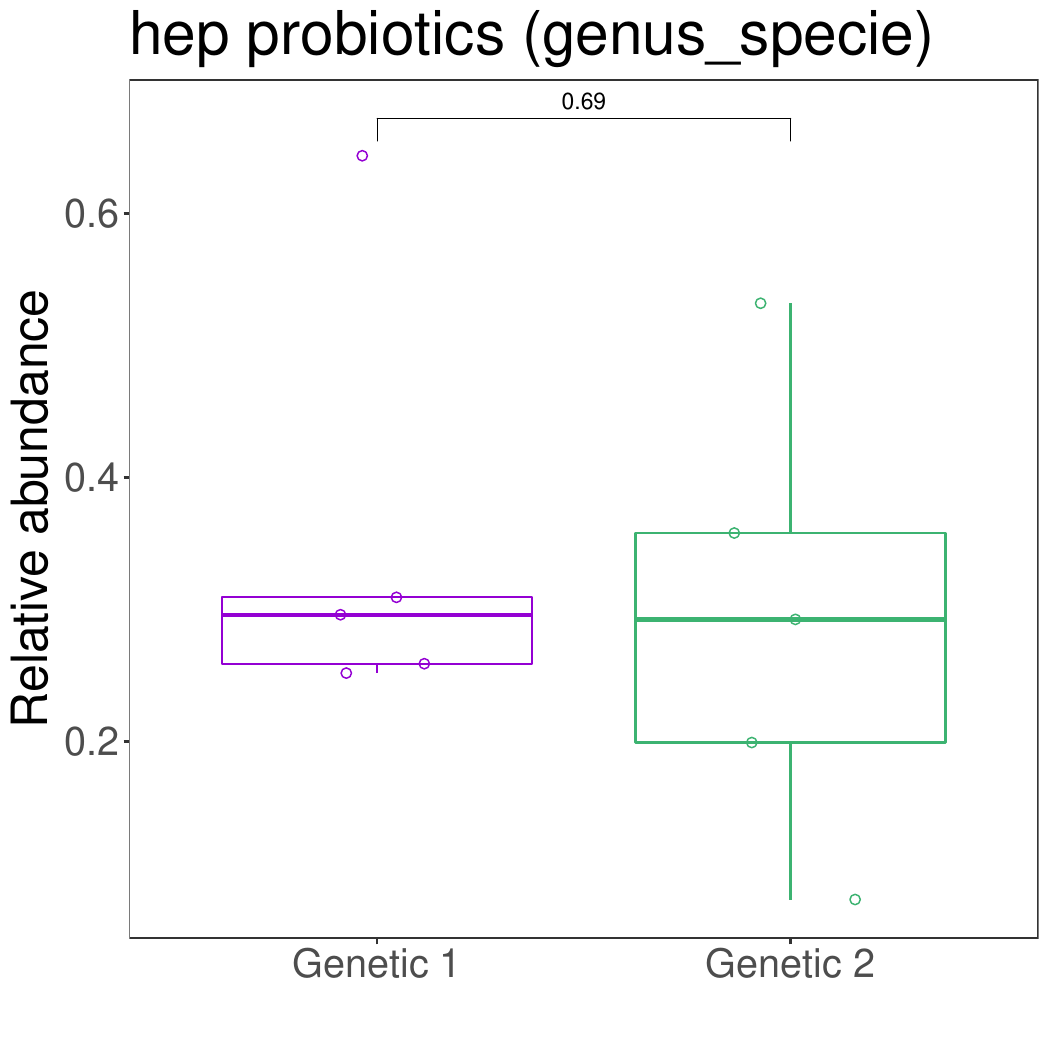 hep probiotics (genus_specie)
0.69
0.6
0.4
0.2
Relative abundance
Genetic 1
Genetic 2